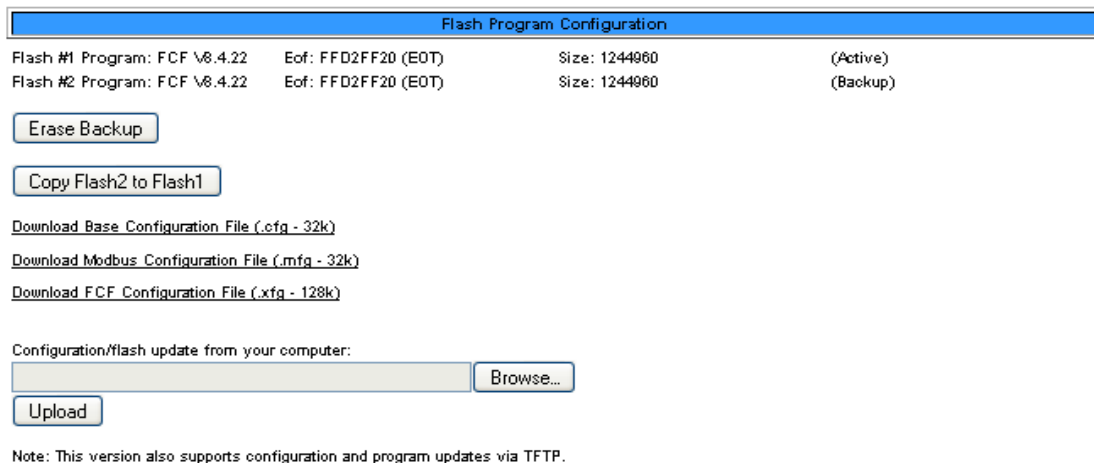 Flash Program Configuration
Flash #1 Program: FCF V8.4.22 Eof: FFD2FF20 (EOT) Size: 1244960 (Active)
Flash #2 Program: FCF V8.4.22 Eof: FFD2FF20 (EOT) Size: 1244960 (Backup)
Erase Backup
Copy Flash2 to Flash1
Download Base Configuration File (.cfg - 32k)
Download Modbus Configuration File (.mfg - 32k)
Download FCF Configuration File (.xfg - 128k)
Configuration/flash update from your computer:
Browse...
Upload
Note: This version also supports configuration and program updates via TFTP.